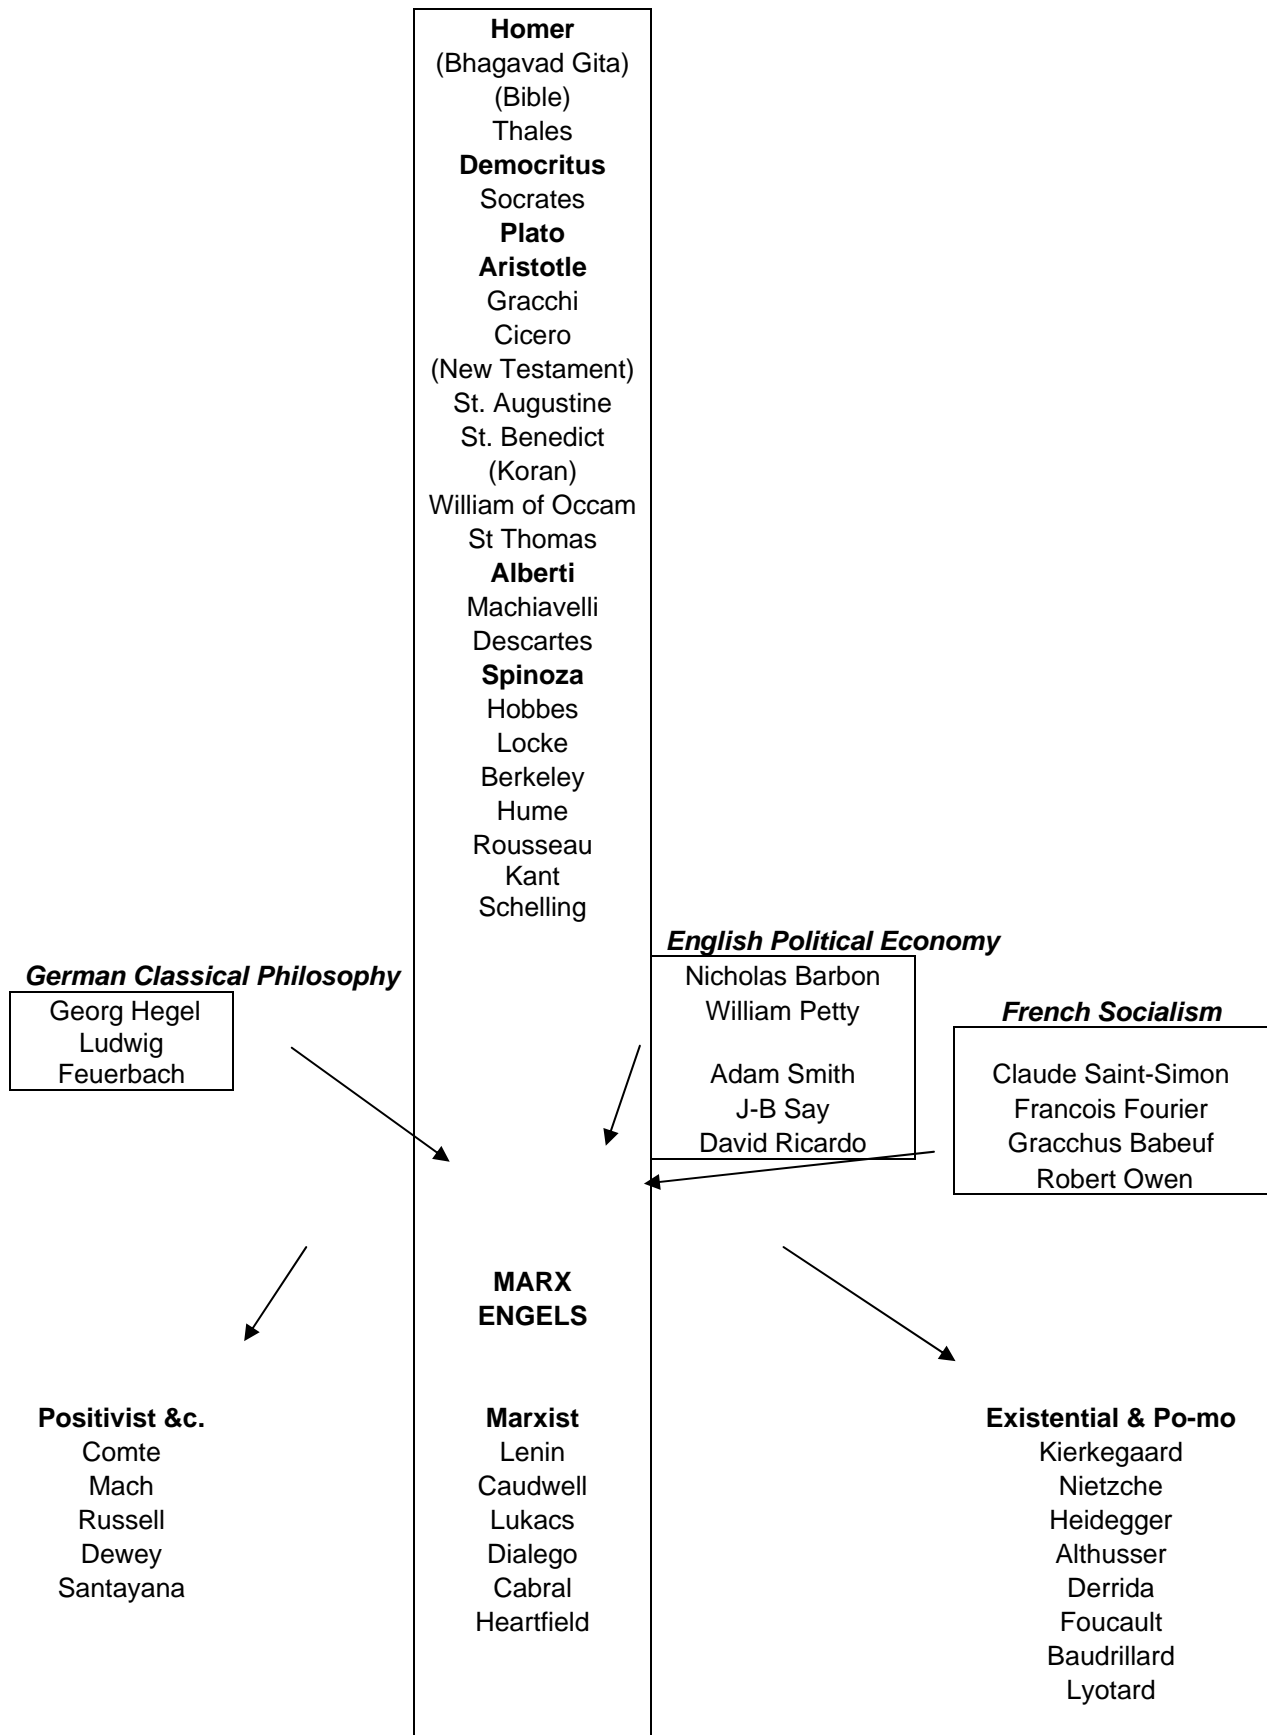 Homer
(Bhagavad Gita)
(Bible)
Thales
Democritus
Socrates
Plato
Aristotle
Gracchi
Cicero
(New Testament)
St. Augustine
St. Benedict
(Koran)
William of Occam
St Thomas
Alberti
Machiavelli
Descartes
Spinoza
Hobbes
Locke
Berkeley
Hume
Rousseau
Kant
Schelling
German Classical Philosophy
Georg Hegel
Ludwig
Feuerbach
English Political Economy
Nicholas Barbon
William Petty
Adam Smith
J-B Say
David Ricardo
French Socialism
Claude Saint-Simon
Francois Fourier
Gracchus Babeuf
Robert Owen
MARX
ENGELS
Positivist &c.
Comte
Mach
Russell
Dewey
Santayana
Marxist
Lenin
Caudwell
Lukacs
Dialego
Cabral
Heartfield
Existential & Po-mo
Kierkegaard
Nietzche
Heidegger
Althusser
Derrida
Foucault
Baudrillard
Lyotard